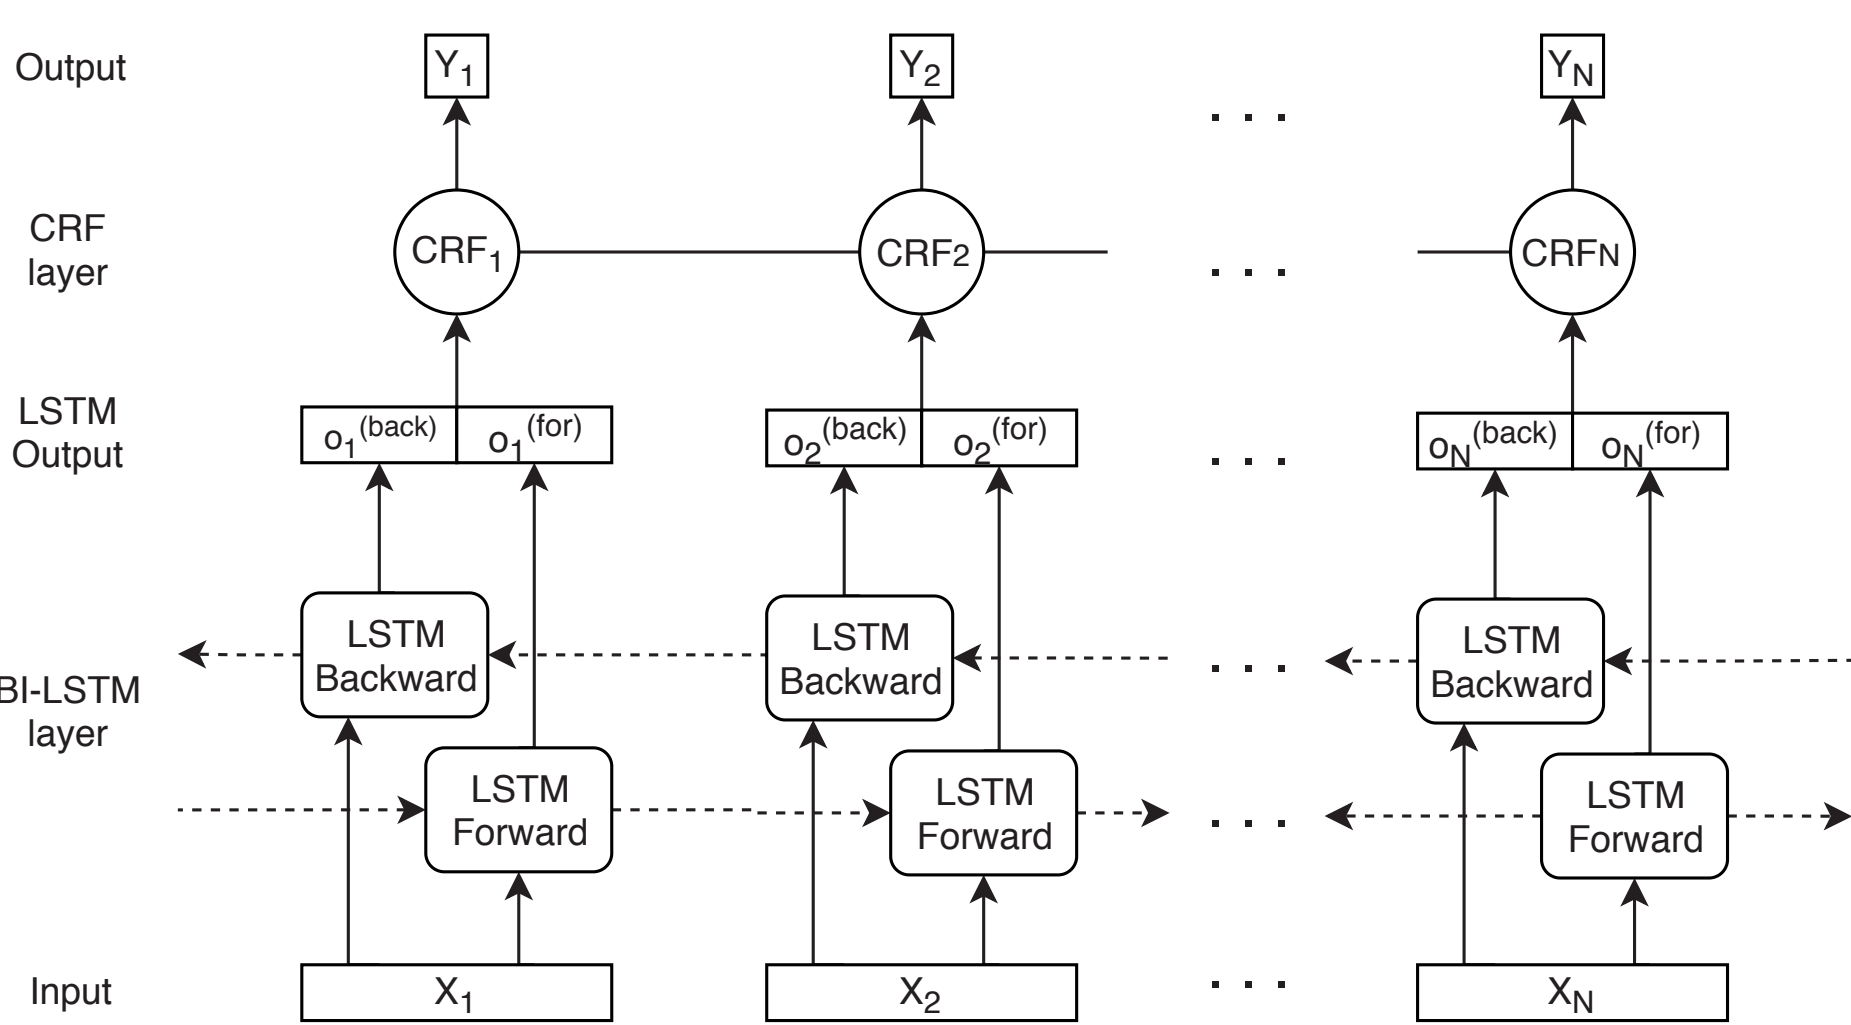 Output Y1 Y2 . . . YN
CRF
layer
CRF1 CRF2 . . . CRFN
LSTM
Output
o1(back) o1(for) o2(back) o2(for) . . . oN(back) oN(for)
BI-LSTM
layer
LSTM
Backward
LSTM
Backward
. . .
LSTM
Backward
LSTM
Forward
LSTM
Forward
. . .
LSTM
Forward
Input X1 X2 . . . XN